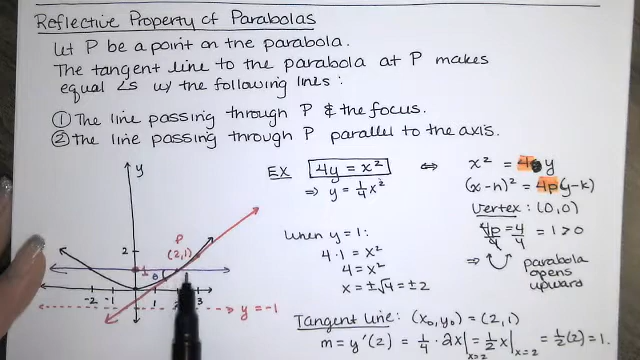 Reflective Property of Parabolas
Let P be a point on the parabola.
The tangent line to the parabola at P makes
equal ∠s w/ the following lines:
① The line passing through P & the focus.
② The line passing through P parallel to the axis.
y
2
P
(2,1)
1
θ
-2 -1 1 3
y = -1
EX 4y = x² ⇔ x² = 4 y
⇒ y = ¼x²
(x-h)² = 4p(y-k)
Vertex: (0,0)
4p/4 = 4/4 = 1 > 0
⇒ parabola
opens
upward
When y = 1:
4·1 = x²
4 = x²
x = ±√4 = ±2
Tangent Line: (x₀, y₀) = (2,1)
m = y'(2) = ¼·2x|ₓ₌₂ = ½x|ₓ₌₂ = ½(2) = 1.